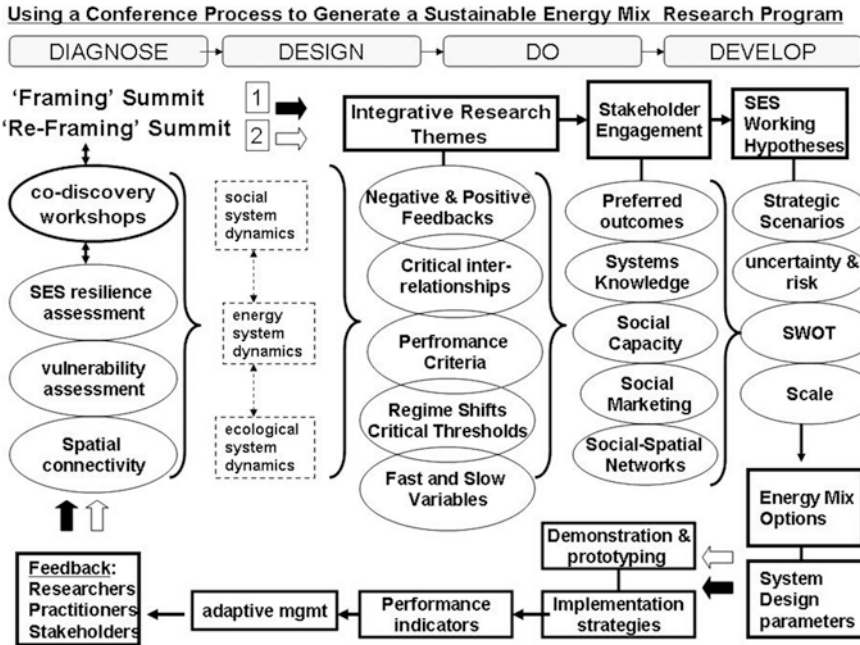 Using a Conference Process to Generate a Sustainable Energy Mix Research Program
DIAGNOSE
DESIGN
DO
DEVELOP
‘Framing’ Summit
1
‘Re-Framing’ Summit
2
co-discovery
workshops
SES resilience
assessment
vulnerability
assessment
Spatial
connectivity
social
system
dynamics
energy
system
dynamics
ecological
system
dynamics
Integrative Research
Themes
Negative & Positive
Feedbacks
Critical inter-
relationships
Perfromance
Criteria
Regime Shifts
Critical Thresholds
Fast and Slow
Variables
Stakeholder
Engagement
Preferred
outcomes
Systems
Knowledge
Social
Capacity
Social
Marketing
Social-Spatial
Networks
SES
Working
Hypotheses
Strategic
Scenarios
uncertainty &
risk
SWOT
Scale
Energy Mix
Options
System
Design
parameters
Demonstration &
prototyping
Implementation
strategies
Performance
indicators
adaptive mgmt
Feedback:
Researchers
Practitioners
Stakeholders